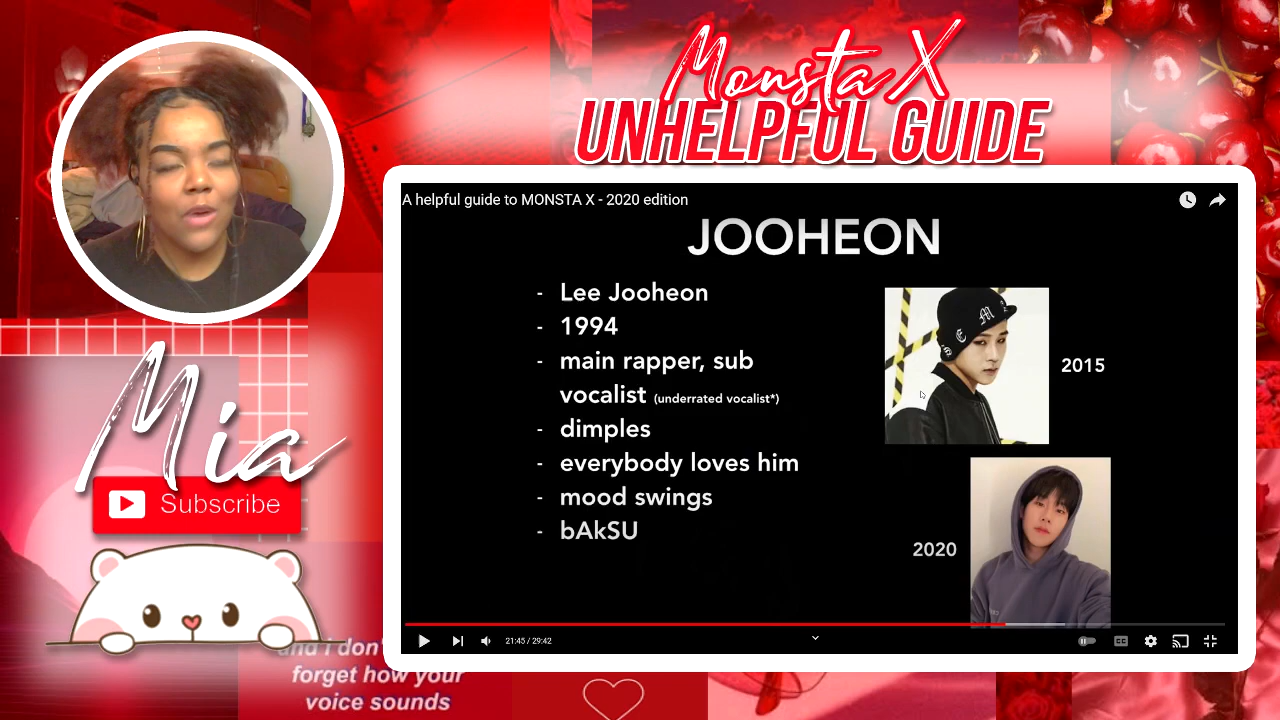 Monsta X
UNHELPFUL GUIDE
A helpful guide to MONSTA X - 2020 edition
JOOHEON
- Lee Jooheon
- 1994
- main rapper, sub
vocalist (underrated vocalist*)
- dimples
- everybody loves him
- mood swings
- bAkSU
2015
2020
21:45 / 29:42
CC
Mia
Subscribe
and i don't
forget how your
voice sounds